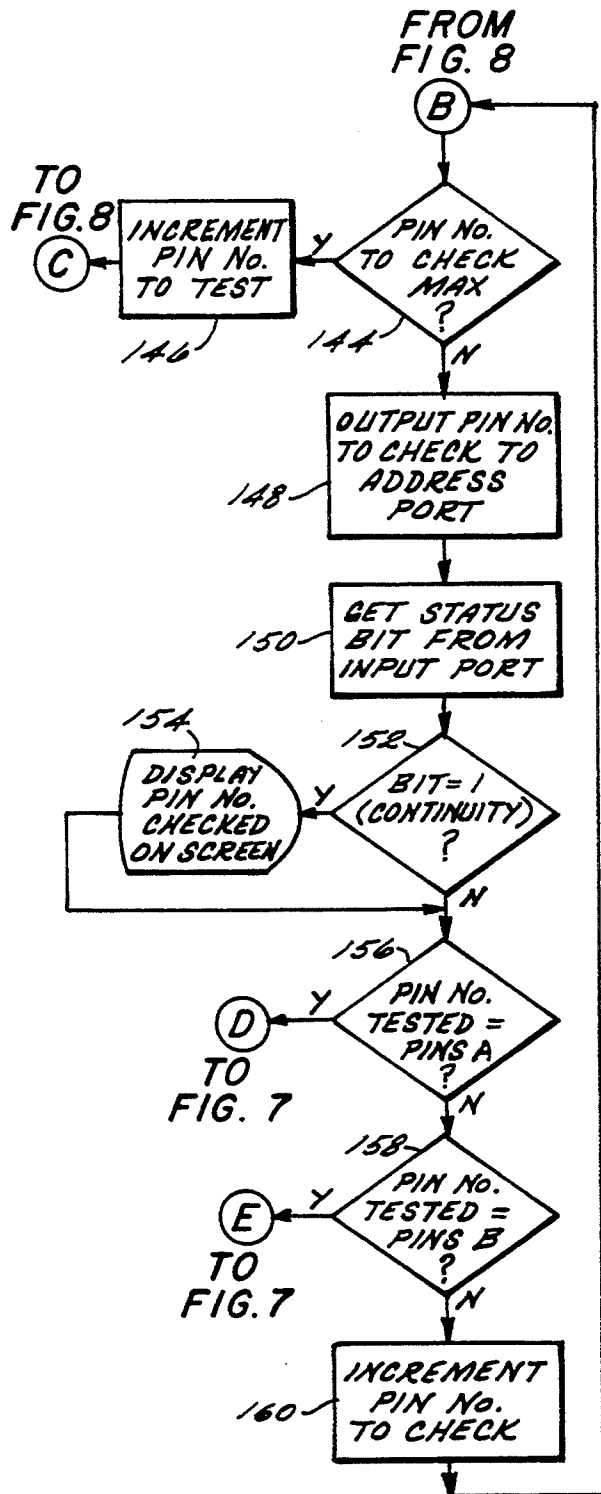 FROM
FIG. 8
B
TO
FIG. 8
C
INCREMENT
PIN No.
TO TEST
146
Y
PIN No.
TO CHECK
MAX
?
144
N
OUTPUT PIN No.
TO CHECK TO
ADDRESS
PORT
148
GET STATUS
BIT FROM
INPUT PORT
150
154
DISPLAY
PIN No.
CHECKED
ON SCREEN
Y
152
BIT = 1
(CONTINUITY)
?
N
156
PIN No.
TESTED =
PINS A
?
Y
D
TO
FIG. 7
N
158
PIN No.
TESTED =
PINS B
?
Y
E
TO
FIG. 7
N
INCREMENT
PIN No.
TO CHECK
160